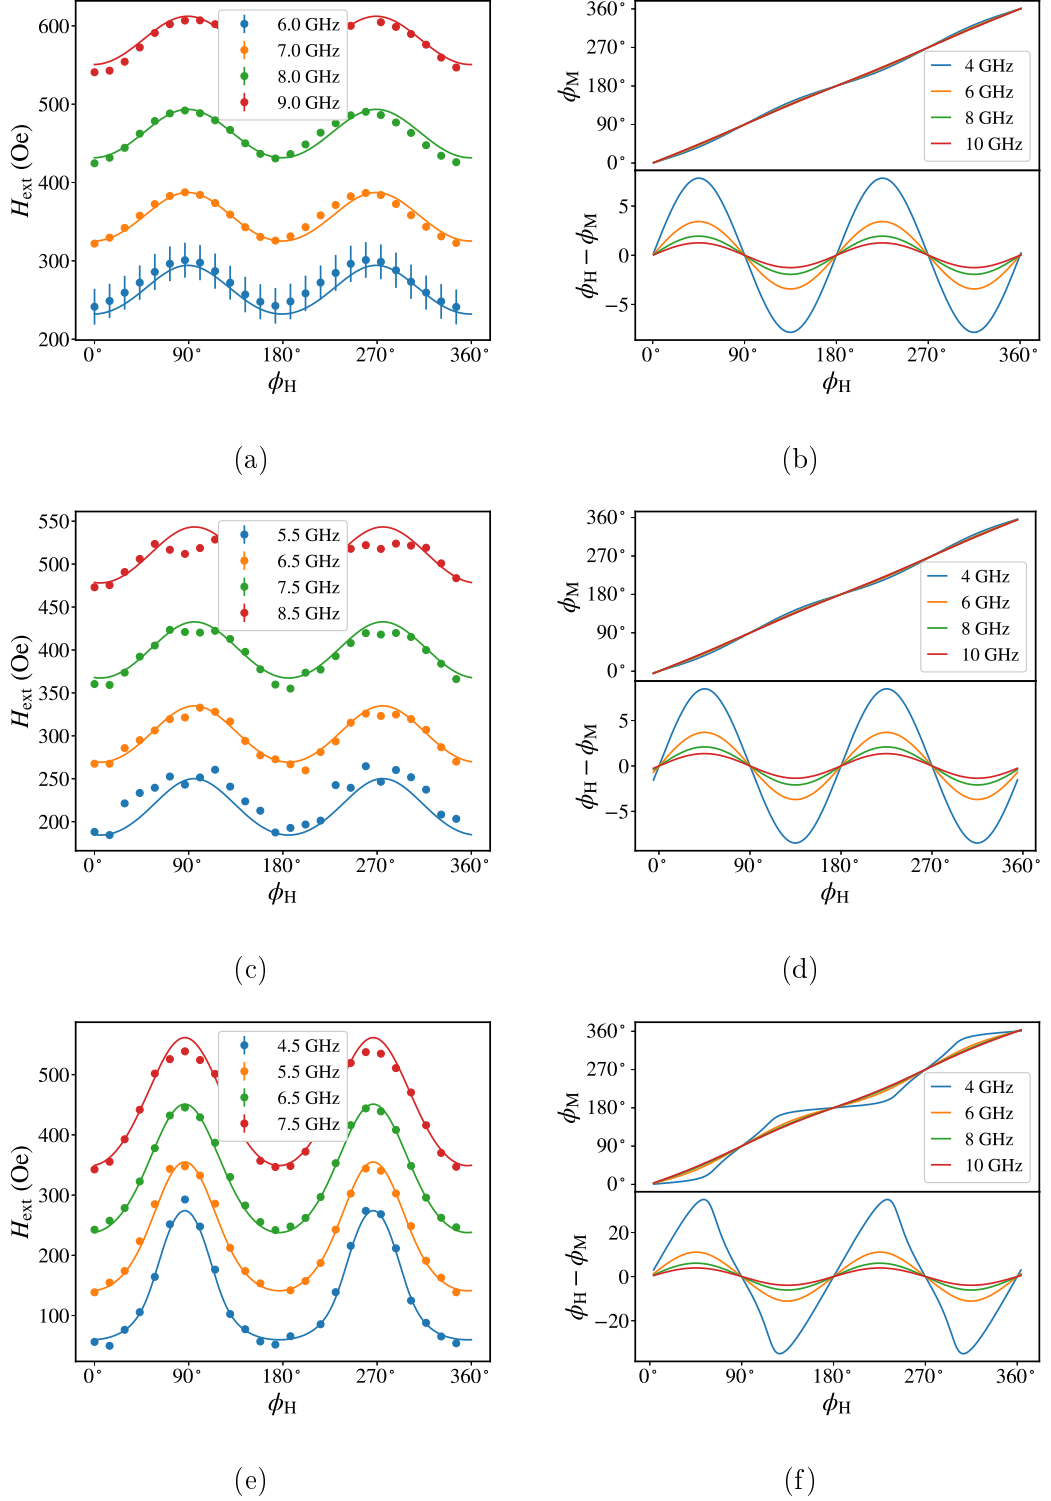 600
500
400
300
200
H_ext (Oe)
6.0 GHz
7.0 GHz
8.0 GHz
9.0 GHz
0° 90° 180° 270° 360°
ϕ_H
(a)
360°
270°
180°
90°
0°
ϕ_M
4 GHz
6 GHz
8 GHz
10 GHz
5
0
−5
ϕ_H − ϕ_M
0° 90° 180° 270° 360°
ϕ_H
(b)
550
500
450
400
350
300
250
200
H_ext (Oe)
5.5 GHz
6.5 GHz
7.5 GHz
8.5 GHz
0° 90° 180° 270° 360°
ϕ_H
(c)
360°
270°
180°
90°
0°
ϕ_M
4 GHz
6 GHz
8 GHz
10 GHz
5
0
−5
ϕ_H − ϕ_M
0° 90° 180° 270° 360°
ϕ_H
(d)
500
400
300
200
100
H_ext (Oe)
4.5 GHz
5.5 GHz
6.5 GHz
7.5 GHz
0° 90° 180° 270° 360°
ϕ_H
(e)
360°
270°
180°
90°
0°
ϕ_M
4 GHz
6 GHz
8 GHz
10 GHz
20
0
−20
ϕ_H − ϕ_M
0° 90° 180° 270° 360°
ϕ_H
(f)